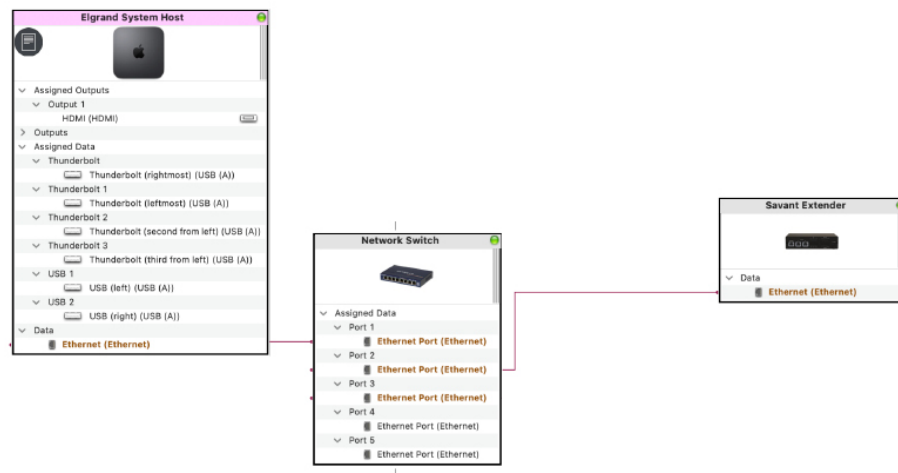 Elgrand System Host
Assigned Outputs
Output 1
HDMI (HDMI)
Outputs
Assigned Data
Thunderbolt
Thunderbolt (rightmost) (USB (A))
Thunderbolt 1
Thunderbolt (leftmost) (USB (A))
Thunderbolt 2
Thunderbolt (second from left) (USB (A))
Thunderbolt 3
Thunderbolt (third from left) (USB (A))
USB 1
USB (left) (USB (A))
USB 2
USB (right) (USB (A))
Data
Ethernet (Ethernet)
Network Switch
Assigned Data
Port 1
Ethernet Port (Ethernet)
Port 2
Ethernet Port (Ethernet)
Port 3
Ethernet Port (Ethernet)
Port 4
Ethernet Port (Ethernet)
Port 5
Ethernet Port (Ethernet)
Savant Extender
Data
Ethernet (Ethernet)